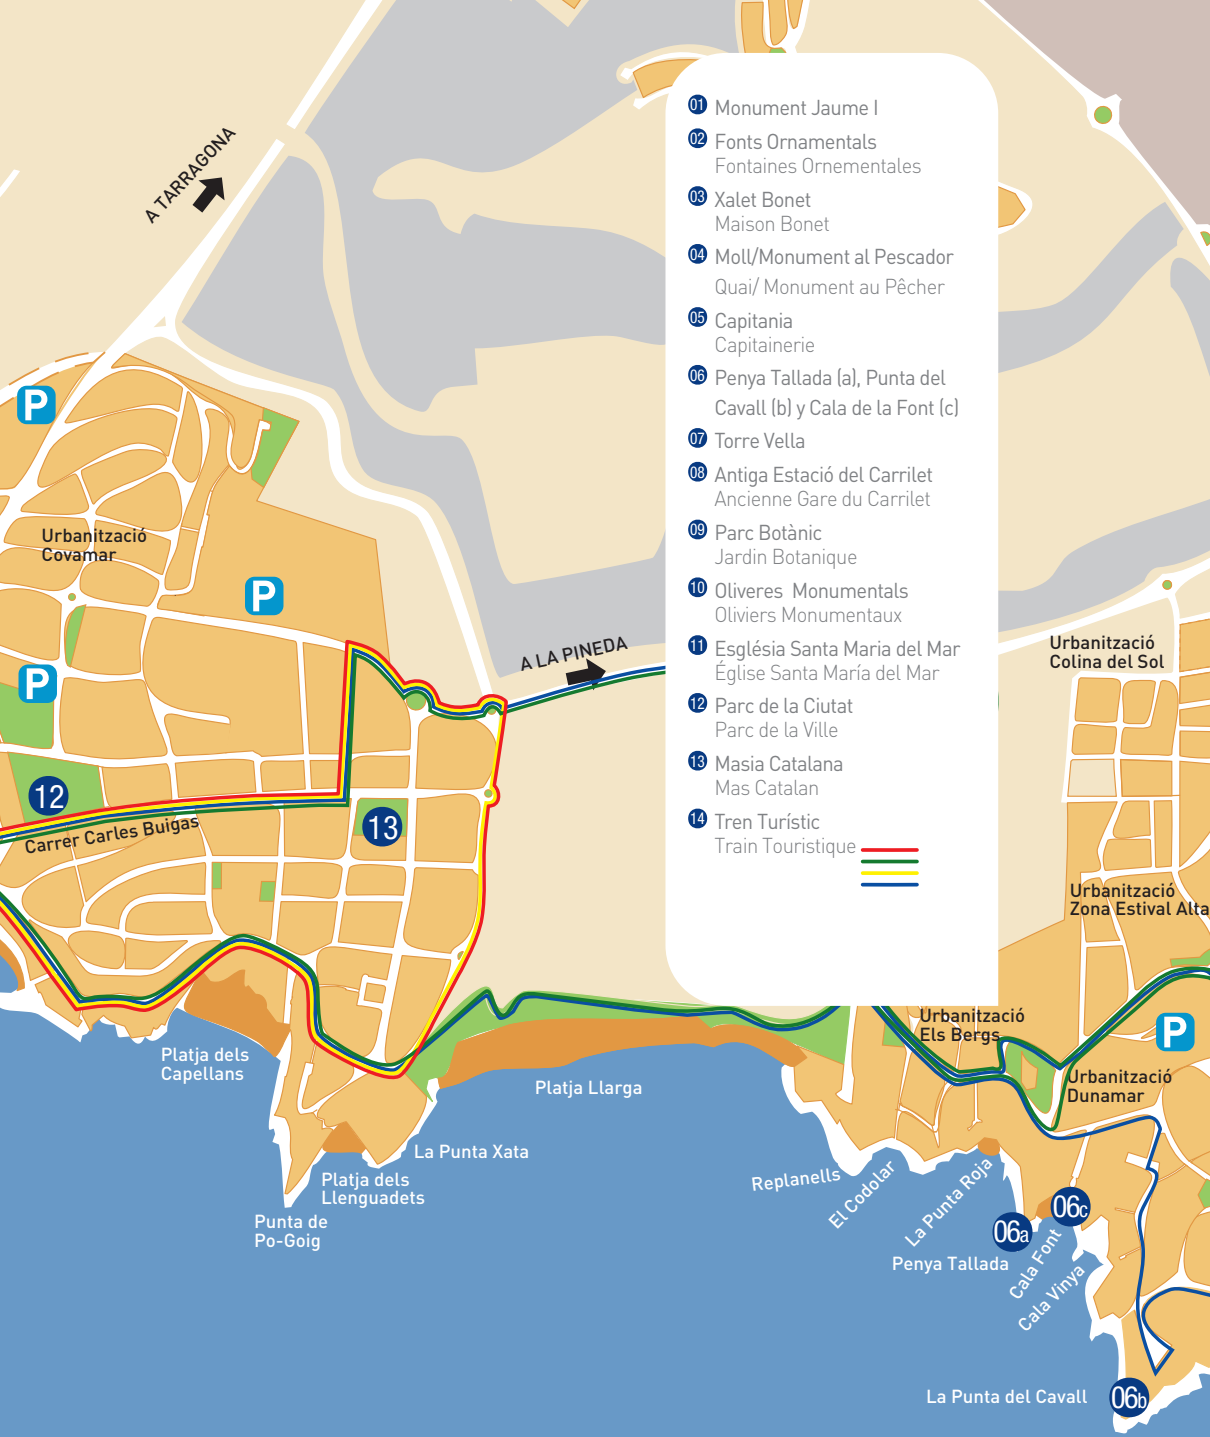 A TARRAGONA
01 Monument Jaume I
02 Fonts Ornamentals
Fontaines Ornementales
03 Xalet Bonet
Maison Bonet
04 Moll/Monument al Pescador
Quai/ Monument au Pêcher
05 Capitania
Capitainerie
06 Penya Tallada (a), Punta del
Cavall (b) y Cala de la Font (c)
07 Torre Vella
08 Antiga Estació del Carrilet
Ancienne Gare du Carrilet
09 Parc Botànic
Jardin Botanique
10 Oliveres Monumentals
Oliviers Monumentaux
11 Església Santa Maria del Mar
Église Santa María del Mar
12 Parc de la Ciutat
Parc de la Ville
13 Masia Catalana
Mas Catalan
14 Tren Turístic
Train Touristique
P
Urbanització
Covamar
P
P
A LA PINEDA
Urbanització
Colina del Sol
12
13
Carrer Carles Buigas
Urbanització
Zona Estival Alta
Urbanització
Els Bergs
P
Urbanització
Dunamar
Platja dels
Capellans
Platja Llarga
La Punta Xata
Platja dels
Llenguadets
Punta de
Po-Goig
Replanells
El Codolar
La Punta Roja
Penya Tallada
06a
06c
Cala Font
Cala Vinya
La Punta del Cavall
06b